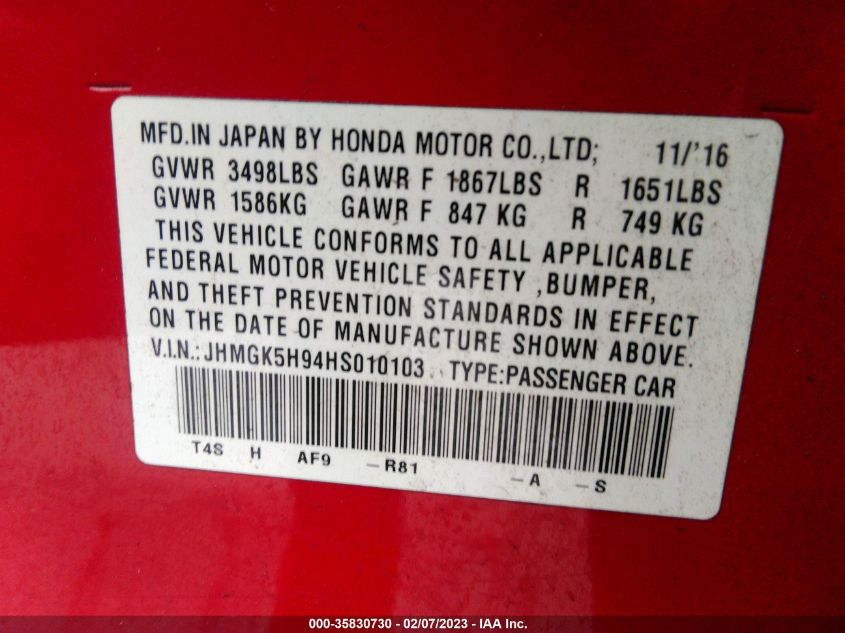 MFD.IN JAPAN BY HONDA MOTOR CO.,LTD; 11/'16
GVWR 3498LBS GAWR F 1867LBS R 1651LBS
GVWR 1586KG GAWR F 847 KG R 749 KG
THIS VEHICLE CONFORMS TO ALL APPLICABLE
FEDERAL MOTOR VEHICLE SAFETY ,BUMPER,
AND THEFT PREVENTION STANDARDS IN EFFECT
ON THE DATE OF MANUFACTURE SHOWN ABOVE.
V.I.N.:JHMGK5H94HS010103 TYPE:PASSENGER CAR
T4S H AF9 -R81 -A -S
000-35830730 - 02/07/2023 - IAA Inc.